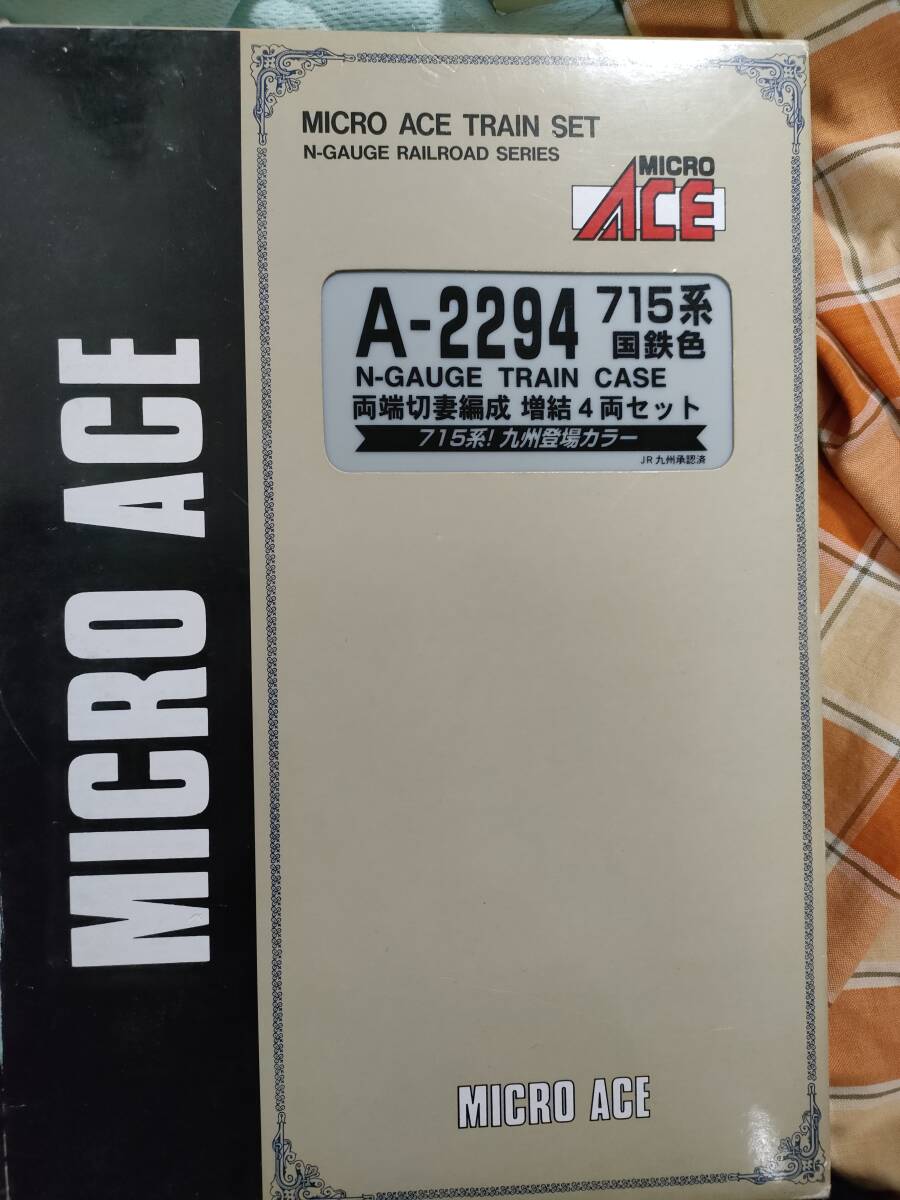 MICRO ACE
MICRO ACE TRAIN SET
N-GAUGE RAILROAD SERIES
MICRO
ACE
A-2294 715系
国鉄色
N-GAUGE TRAIN CASE
両端切妻編成 増結4両セット
715系! 九州登場カラー
JR九州承認済
MICRO ACE